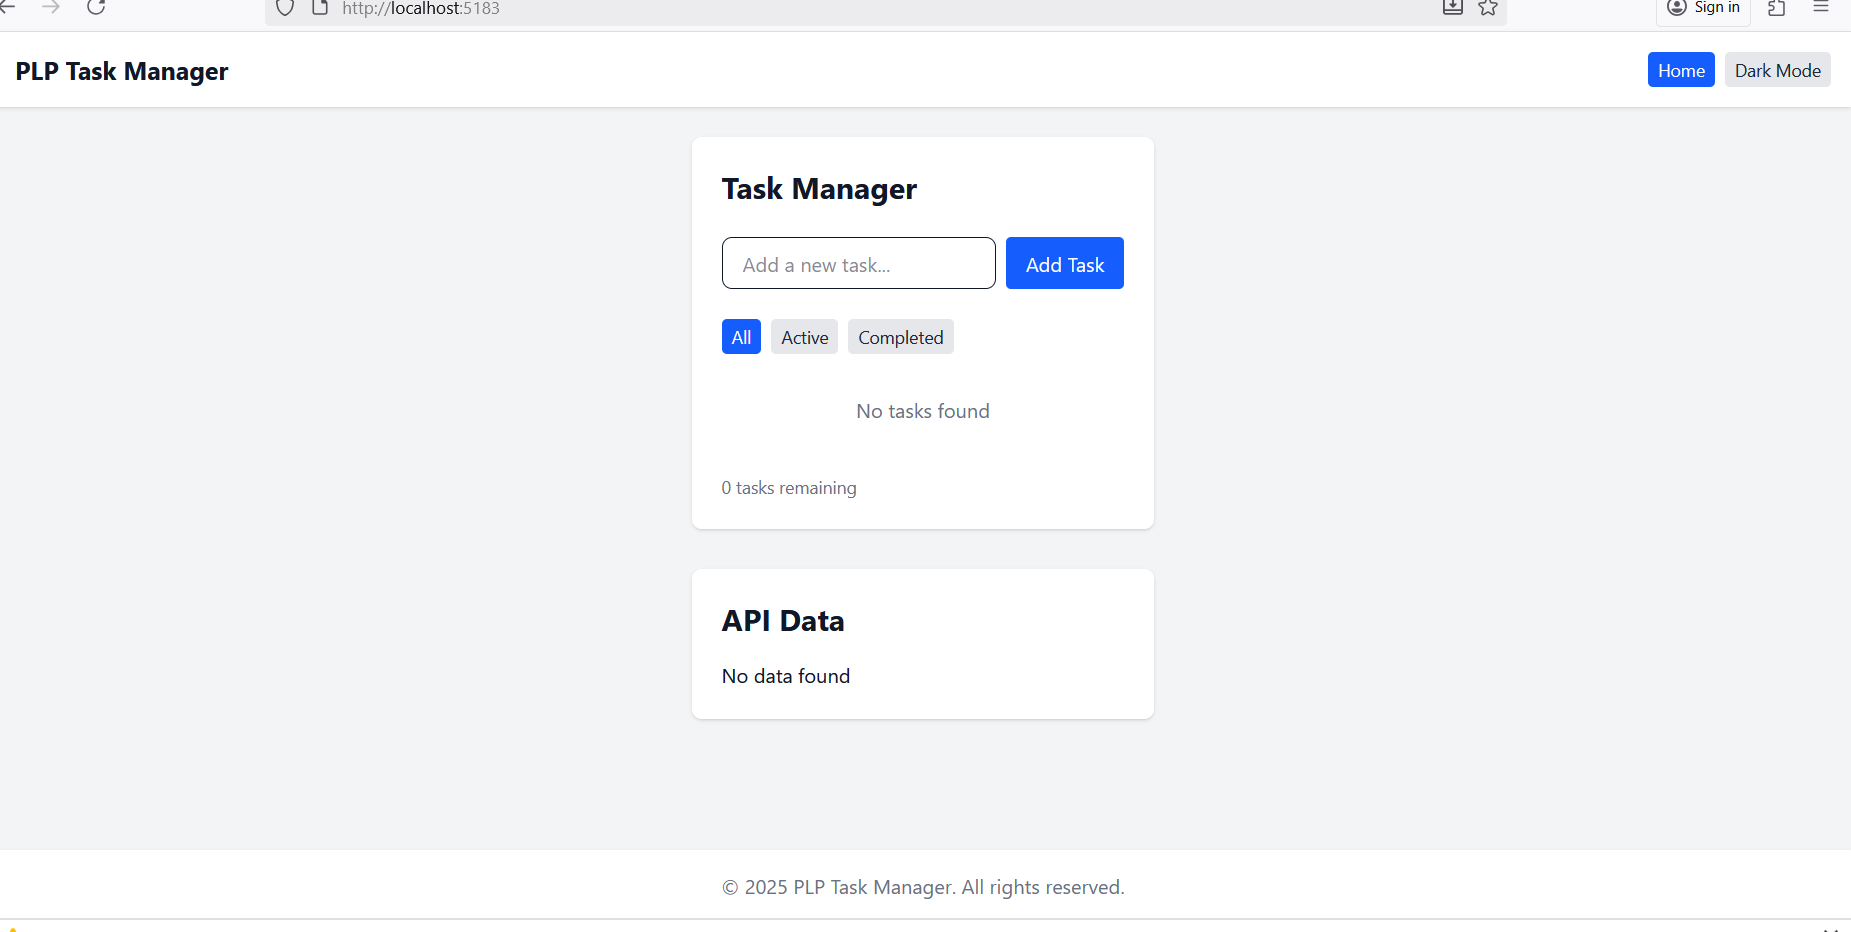 http://localhost:5183
Sign in
PLP Task Manager
Home
Dark Mode
Task Manager
Add a new task...
Add Task
All
Active
Completed
No tasks found
0 tasks remaining
API Data
No data found
© 2025 PLP Task Manager. All rights reserved.